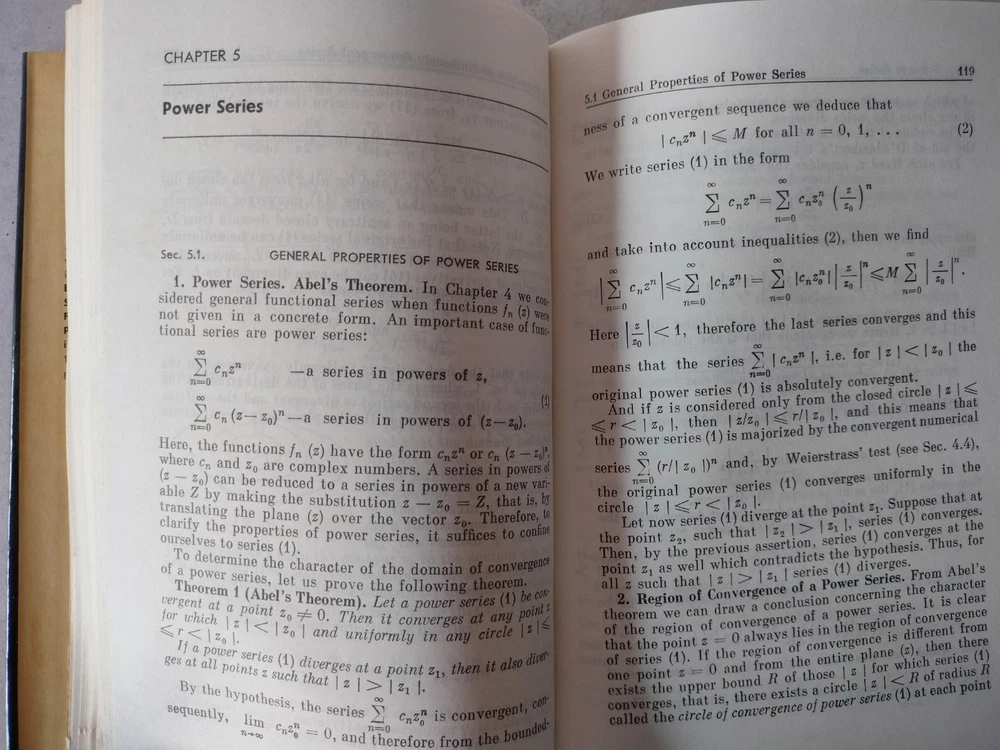 CHAPTER 5
Power Series
Sec. 5.1. GENERAL PROPERTIES OF POWER SERIES
1. Power Series. Abel's Theorem. In Chapter 4 we con-
sidered general functional series when functions fₙ (z) were
not given in a concrete form. An important case of func-
tional series are power series:
∞
∑ cₙzⁿ —a series in powers of z,
n=0
(1)
∞
∑ cₙ (z—z₀)ⁿ—a series in powers of (z—z₀).
n=0
Here, the functions fₙ (z) have the form cₙzⁿ or cₙ (z — z₀)ⁿ,
where cₙ and z₀ are complex numbers. A series in powers of
(z — z₀) can be reduced to a series in powers of a new vari-
able Z by making the substitution z — z₀ = Z, that is, by
translating the plane (z) over the vector z₀. Therefore, to
clarify the properties of power series, it suffices to confine
ourselves to series (1).
To determine the character of the domain of convergence
of a power series, let us prove the following theorem.
Theorem 1 (Abel's Theorem). Let a power series (1) be con-
vergent at a point z₀ ≠ 0. Then it converges at any point z
for which | z | < | z₀ | and uniformly in any circle | z | ⩽
⩽ r < | z₀ |.
If a power series (1) diverges at a point z₁, then it also diver-
ges at all points z such that | z | > | z₁ |.
By the hypothesis, the series ∞ ∑ n=0 cₙz₀ⁿ is convergent, con-
sequently, lim n→∞ cₙz₀ⁿ = 0, and therefore from the bounded-
5.1 General Properties of Power Series 119
ness of a convergent sequence we deduce that
| cₙzⁿ | ⩽ M for all n = 0, 1, . . . (2)
We write series (1) in the form
∞ ∞
∑ cₙzⁿ = ∑ cₙz₀ⁿ (z/z₀)ⁿ
n=0 n=0
and take into account inequalities (2), then we find
∞ ∞ ∞ ∞
|∑ cₙzⁿ| ⩽ ∑ |cₙzⁿ| = ∑ |cₙz₀ⁿ| |z/z₀|ⁿ ⩽ M ∑ |z/z₀|ⁿ.
n=0 n=0 n=0 n=0
Here |z/z₀| < 1, therefore the last series converges and this
means that the series ∞ ∑ n=0 | cₙzⁿ |, i.e. for | z | < | z₀ | the
original power series (1) is absolutely convergent.
And if z is considered only from the closed circle | z | ⩽
⩽ r < | z₀ |, then | z/z₀ | ⩽ r/| z₀ |, and this means that
the power series (1) is majorized by the convergent numerical
series ∞ ∑ n=0 (r/| z₀ |)ⁿ and, by Weierstrass' test (see Sec. 4.4),
the original power series (1) converges uniformly in the
circle | z | ⩽ r < | z₀ |.
Let now series (1) diverge at the point z₁. Suppose that at
the point z₂, such that | z₂ | > | z₁ |, series (1) converges.
Then, by the previous assertion, series (1) converges at the
point z₁ as well which contradicts the hypothesis. Thus, for
all z such that | z | > | z₁ | series (1) diverges.
2. Region of Convergence of a Power Series. From Abel's
theorem we can draw a conclusion concerning the character
of the region of convergence of a power series. It is clear
that the point z = 0 always lies in the region of convergence
of series (1). If the region of convergence is different from
one point z = 0 and from the entire plane (z), then there
exists the upper bound R of those | z | for which series (1)
converges, that is, there exists a circle | z | < R of radius R
called the circle of convergence of power series (1) at each point